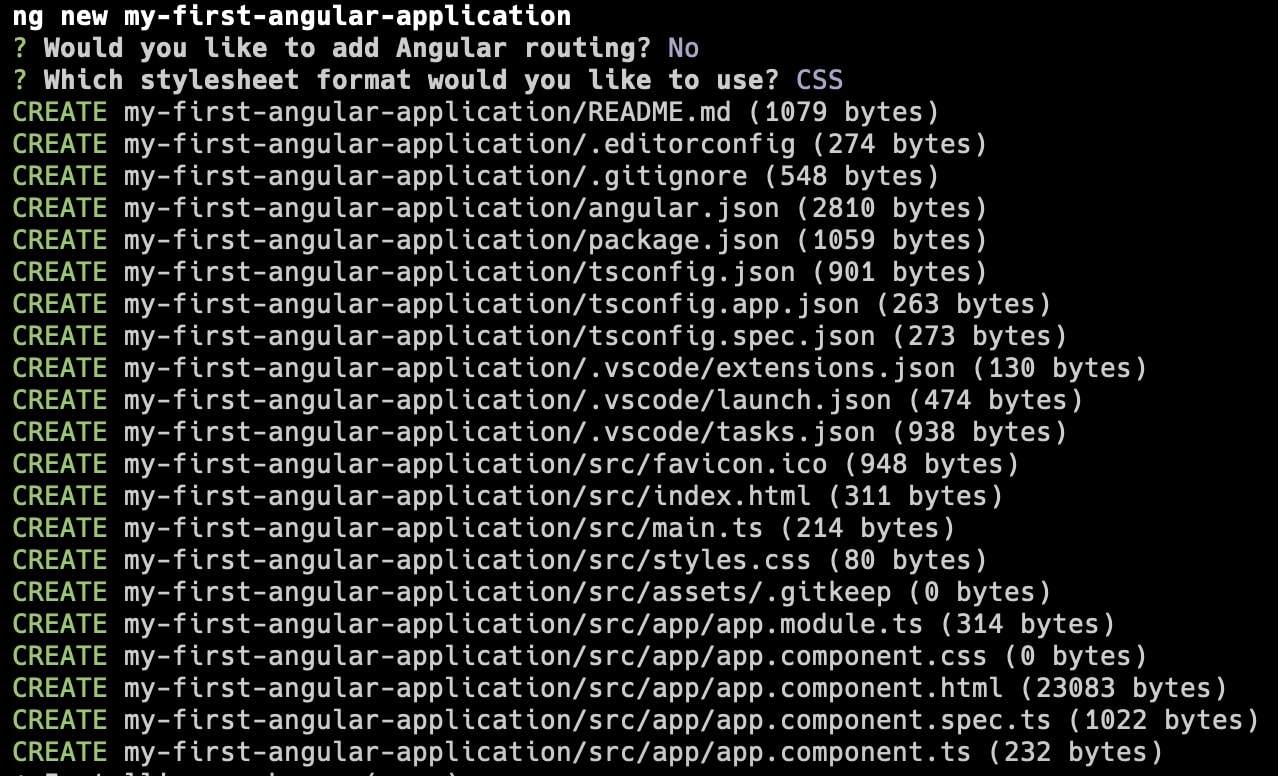 ng new my-first-angular-application
? Would you like to add Angular routing? No
? Which stylesheet format would you like to use? CSS
CREATE my-first-angular-application/README.md (1079 bytes)
CREATE my-first-angular-application/.editorconfig (274 bytes)
CREATE my-first-angular-application/.gitignore (548 bytes)
CREATE my-first-angular-application/angular.json (2810 bytes)
CREATE my-first-angular-application/package.json (1059 bytes)
CREATE my-first-angular-application/tsconfig.json (901 bytes)
CREATE my-first-angular-application/tsconfig.app.json (263 bytes)
CREATE my-first-angular-application/tsconfig.spec.json (273 bytes)
CREATE my-first-angular-application/.vscode/extensions.json (130 bytes)
CREATE my-first-angular-application/.vscode/launch.json (474 bytes)
CREATE my-first-angular-application/.vscode/tasks.json (938 bytes)
CREATE my-first-angular-application/src/favicon.ico (948 bytes)
CREATE my-first-angular-application/src/index.html (311 bytes)
CREATE my-first-angular-application/src/main.ts (214 bytes)
CREATE my-first-angular-application/src/styles.css (80 bytes)
CREATE my-first-angular-application/src/assets/.gitkeep (0 bytes)
CREATE my-first-angular-application/src/app/app.module.ts (314 bytes)
CREATE my-first-angular-application/src/app/app.component.css (0 bytes)
CREATE my-first-angular-application/src/app/app.component.html (23083 bytes)
CREATE my-first-angular-application/src/app/app.component.spec.ts (1022 bytes)
CREATE my-first-angular-application/src/app/app.component.ts (232 bytes)